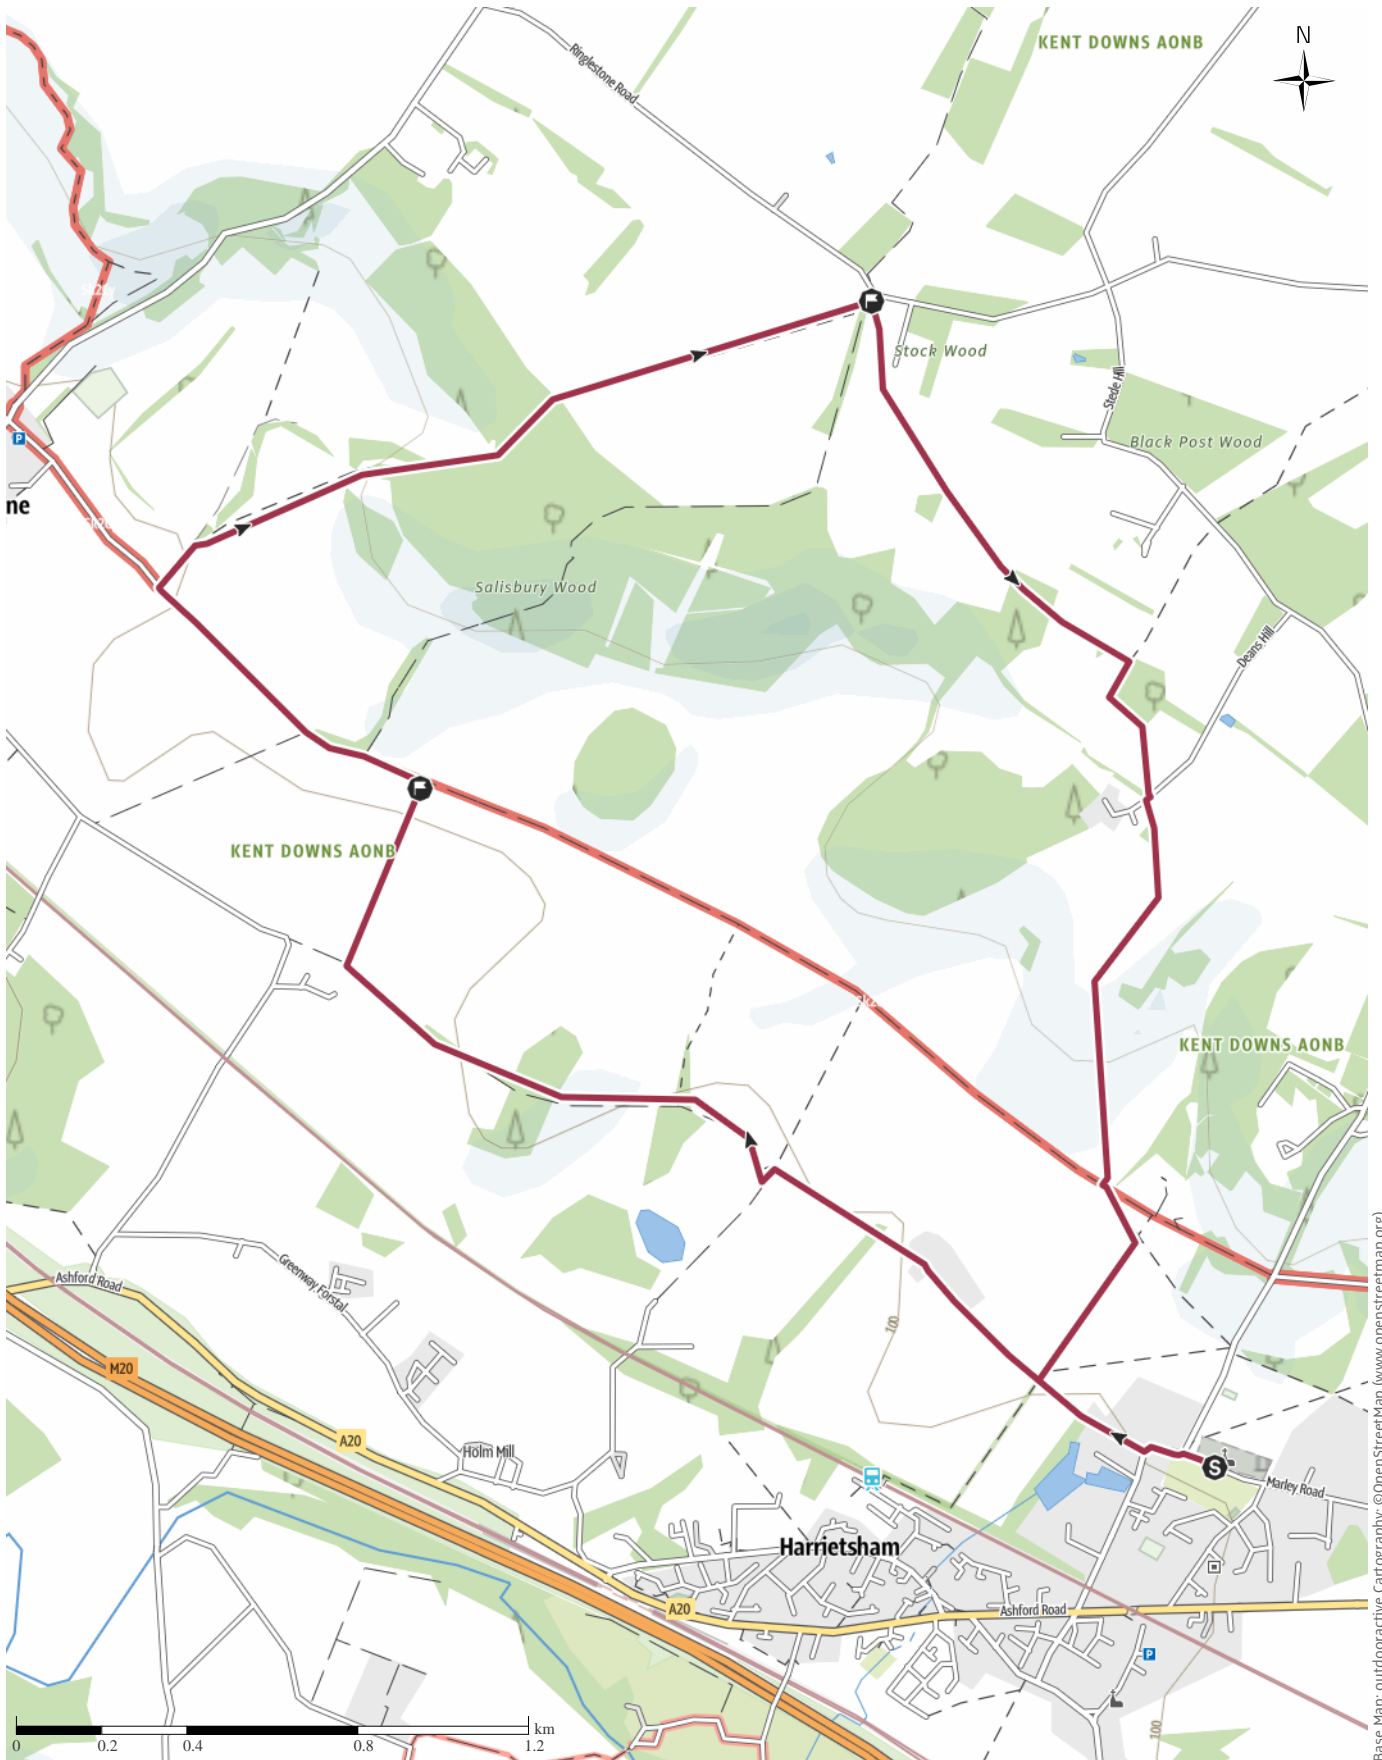 KENT DOWNS AONB
N
Ringlestone Road
Stock Wood
Stede Hill
P
Black Post Wood
ne
Salisbury Wood
Deans Hill
KENT DOWNS AONB
KENT DOWNS AONB
Greenway Forstal
Ashford Road
100
M20
A20
Holm Mill
S
Marley Road
Harrietsham
A20
Ashford Road
P
100
km
0
0.2
0.4
0.8
1.2
Base Map: outdooractive Cartography; ©OpenStreetMap (www.openstreetmap.org)